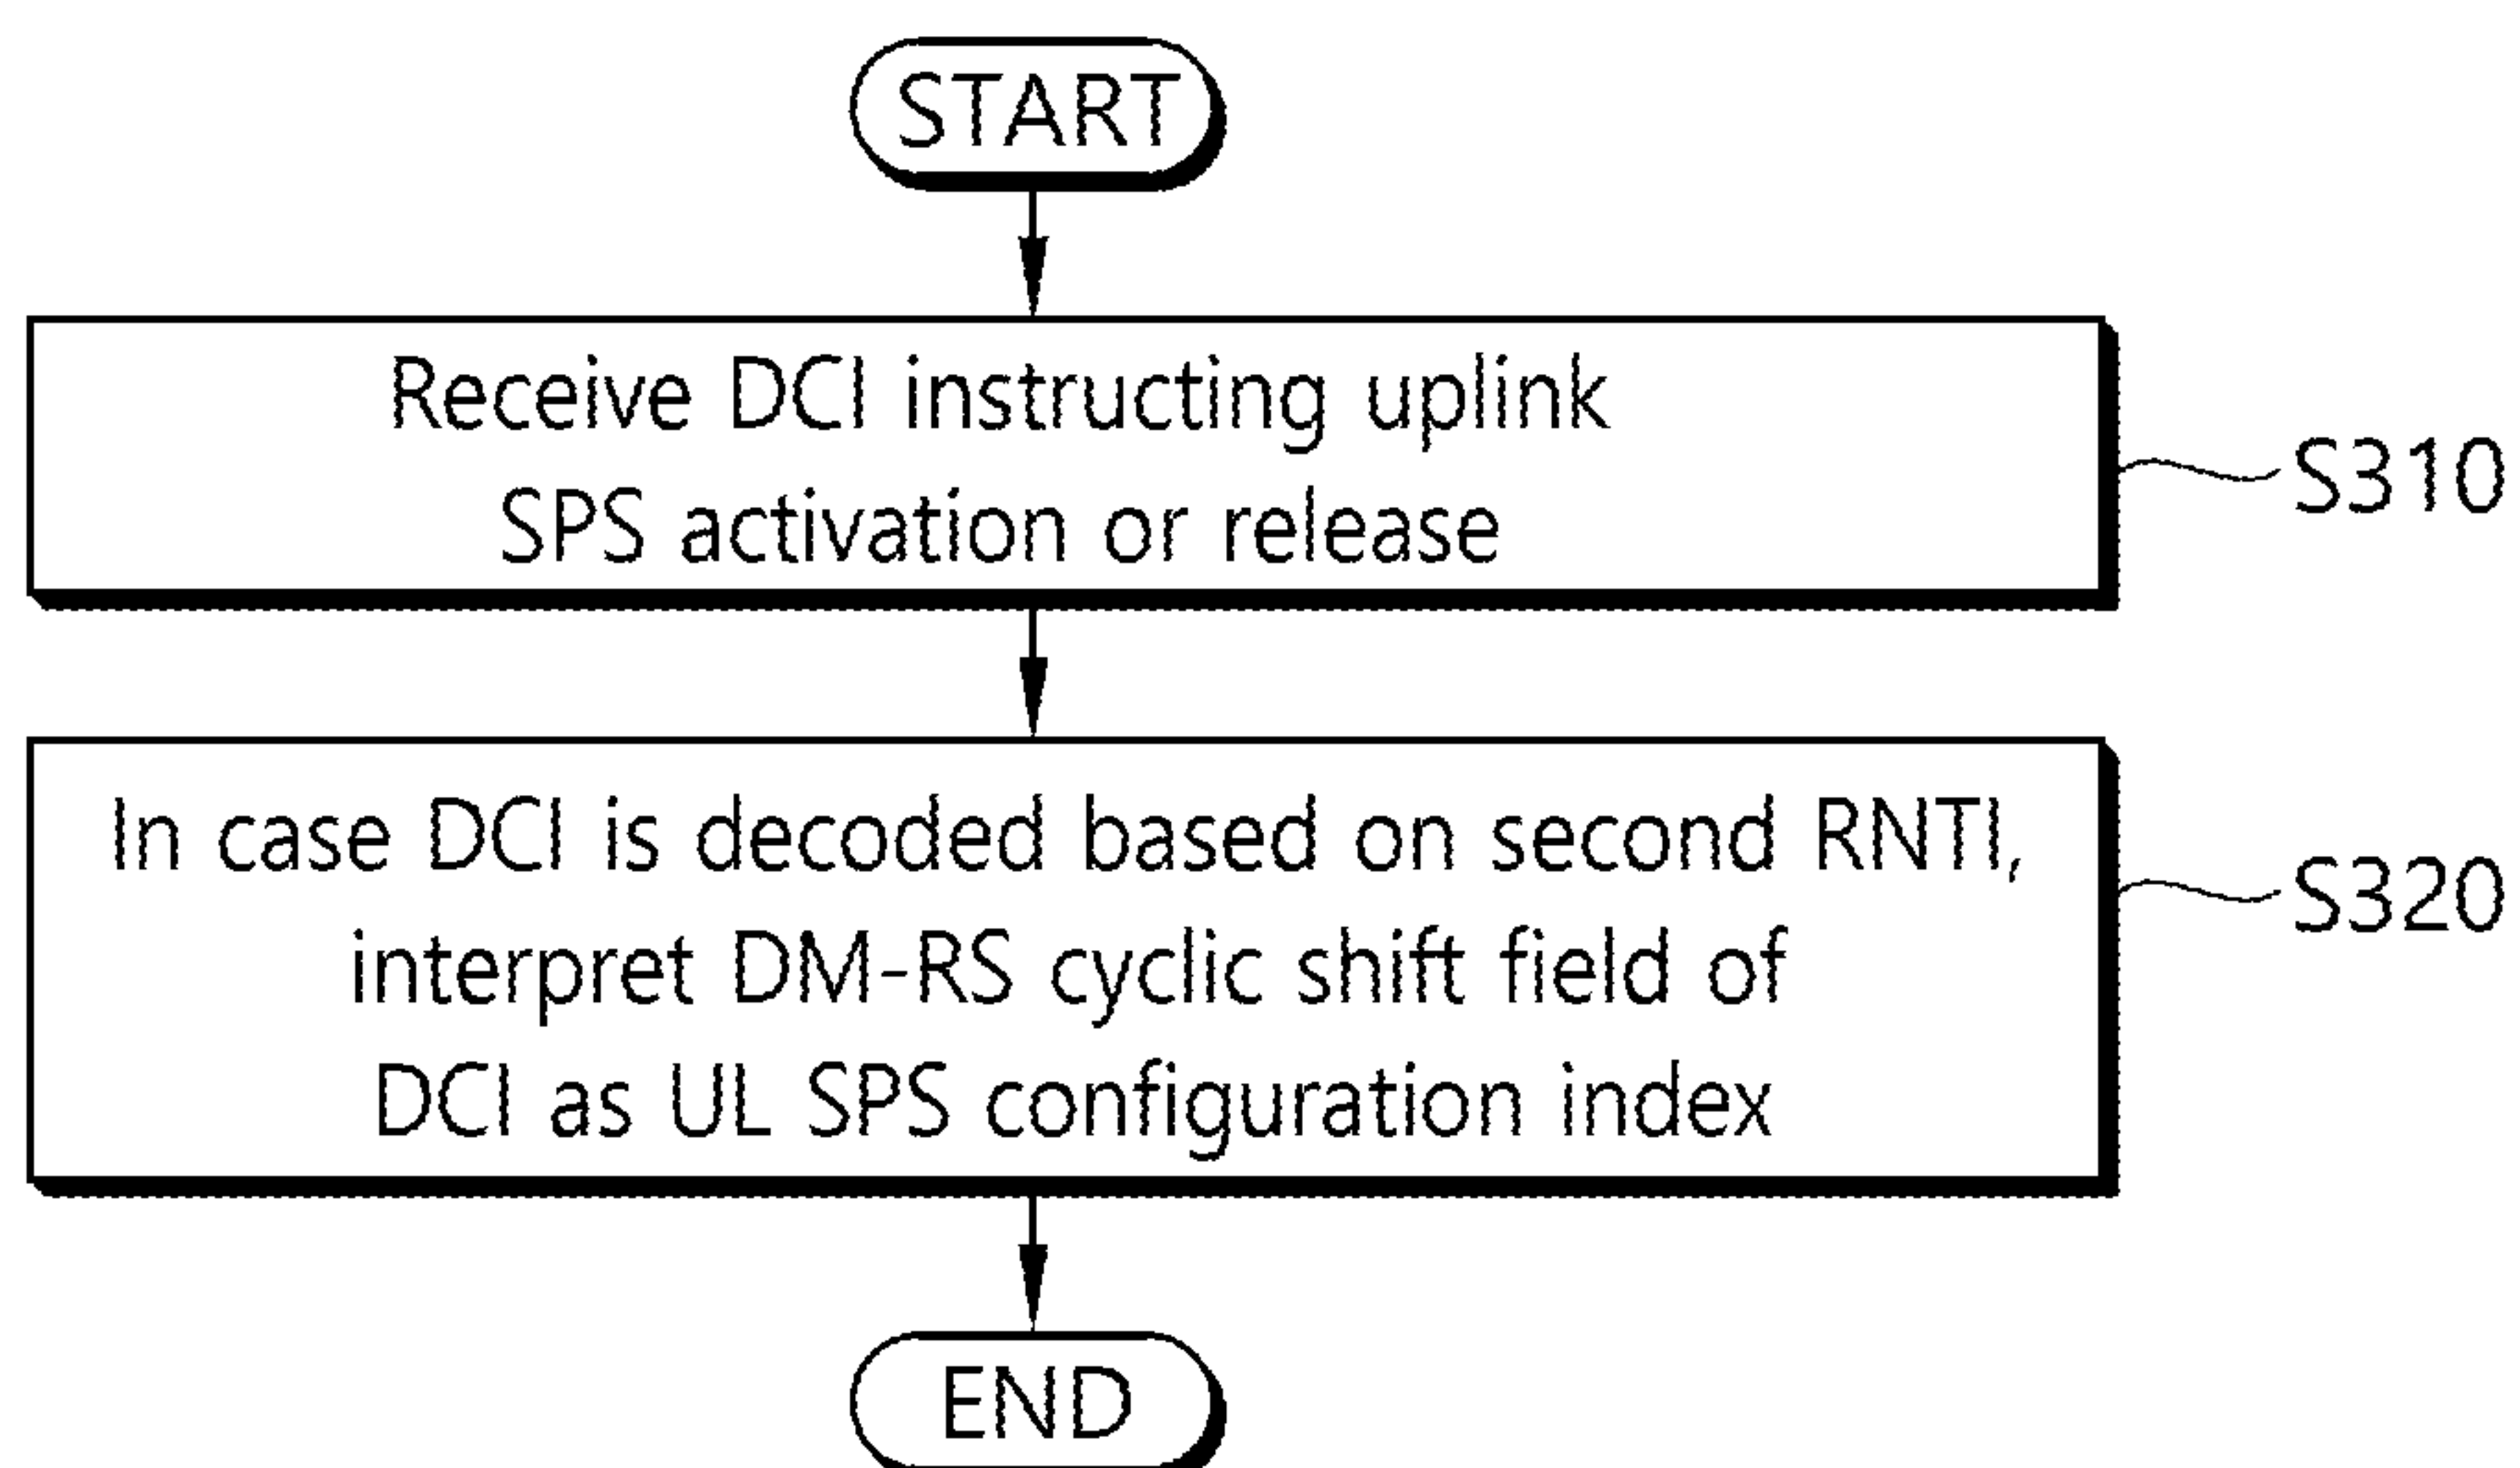 START
Receive DCI instructing uplink
SPS activation or release
S310
In case DCI is decoded based on second RNTI,
interpret DM-RS cyclic shift field of
DCI as UL SPS configuration index
S320
END